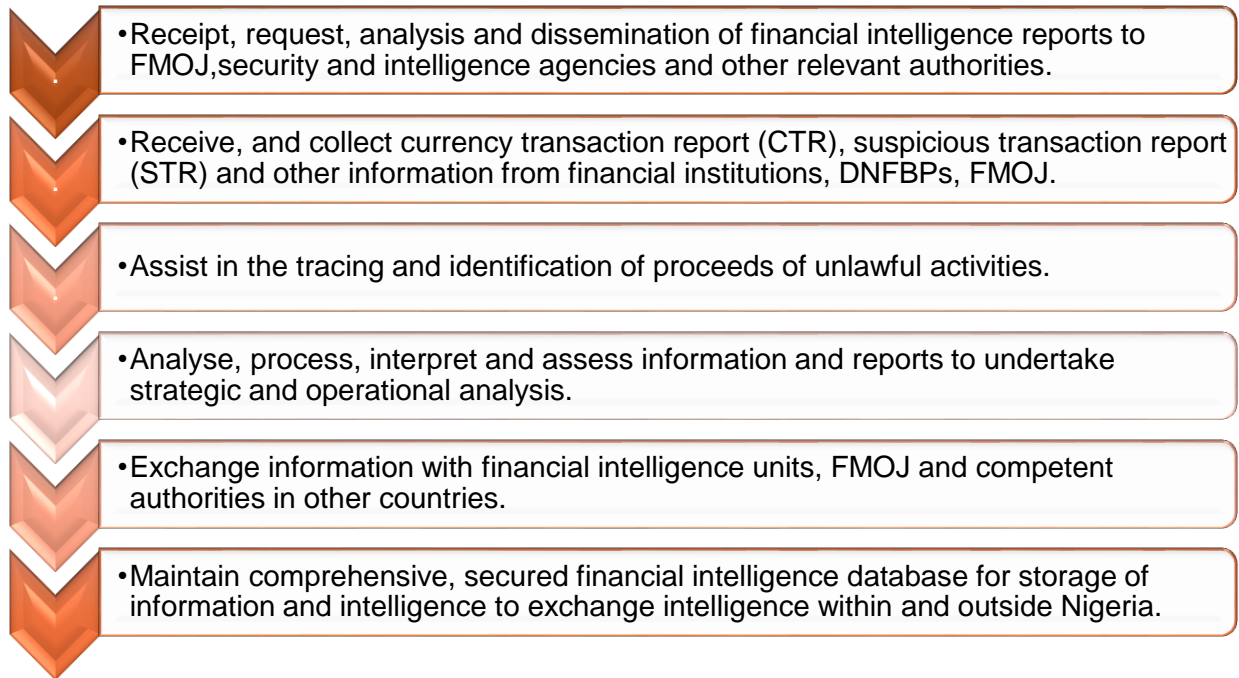 •Receipt, request, analysis and dissemination of financial intelligence reports to
FMOJ,security and intelligence agencies and other relevant authorities.
•Receive, and collect currency transaction report (CTR), suspicious transaction report
(STR) and other information from financial institutions, DNFBPs, FMOJ.
•Assist in the tracing and identification of proceeds of unlawful activities.
•Analyse, process, interpret and assess information and reports to undertake
strategic and operational analysis.
•Exchange information with financial intelligence units, FMOJ and competent
authorities in other countries.
•Maintain comprehensive, secured financial intelligence database for storage of
information and intelligence to exchange intelligence within and outside Nigeria.